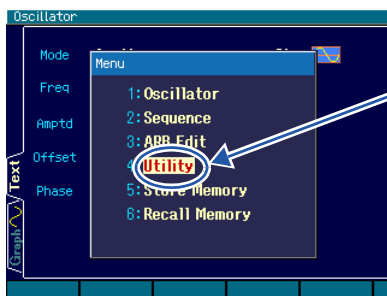 Oscillator
Mode
Menu
Freq
1:Oscillator
2:Sequence
Amptd
3:ARB Edit
Offset
4:Utility
Phase
5:Store Memory
6:Recall Memory
Text
Graph